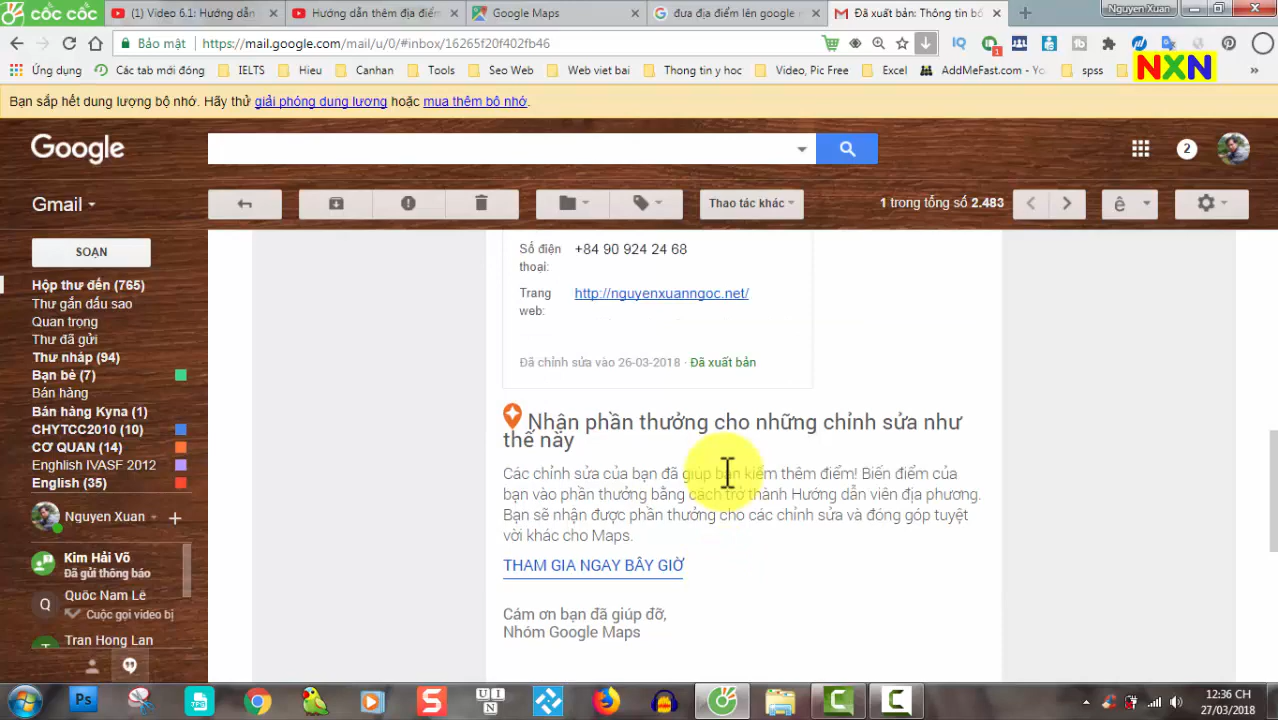 cốc cốc
(1) Video 6.1: Hướng dẫn
Hướng dẫn thêm địa điểm
Google Maps
đưa địa điểm lên google m
Đã xuất bản: Thông tin bổ
Nguyen Xuan
Bảo mật
https://mail.google.com/mail/u/0/#inbox/16265f20f402fb46
Ứng dụng
Các tab mới đóng
IELTS
Hieu
Canhan
Tools
Seo Web
Web viet bai
Thong tin y hoc
Video, Pic Free
Excel
AddMeFast.com - Yo
spss
NXN
Bạn sắp hết dung lượng bộ nhớ. Hãy thử giải phóng dung lượng hoặc mua thêm bộ nhớ.
Google
2
Gmail
Thao tác khác
1 trong tổng số 2.483
ê
SOẠN
Hộp thư đến (765)
Thư gắn dấu sao
Quan trọng
Thư đã gửi
Thư nháp (94)
Bạn bè (7)
Bán hàng
Bán hàng Kyna (1)
CHYTCC2010 (10)
CƠ QUAN (14)
Enghlish IVASF 2012
English (35)
Nguyen Xuan
Kim Hải Võ
Đã gửi thông báo
Quốc Nam Lê
Cuộc gọi video bị
Tran Hong Lan
Số điện thoại:
+84 90 924 24 68
Trang web:
http://nguyenxuanngoc.net/
Đã chỉnh sửa vào 26-03-2018 · Đã xuất bản
Nhận phần thưởng cho những chỉnh sửa như
thế này
Các chỉnh sửa của bạn đã giúp bạn kiếm thêm điểm! Biến điểm của
bạn vào phần thưởng bằng cách trở thành Hướng dẫn viên địa phương.
Bạn sẽ nhận được phần thưởng cho các chỉnh sửa và đóng góp tuyệt
vời khác cho Maps.
THAM GIA NGAY BÂY GIỜ
Cám ơn bạn đã giúp đỡ,
Nhóm Google Maps
12:36 CH
27/03/2018